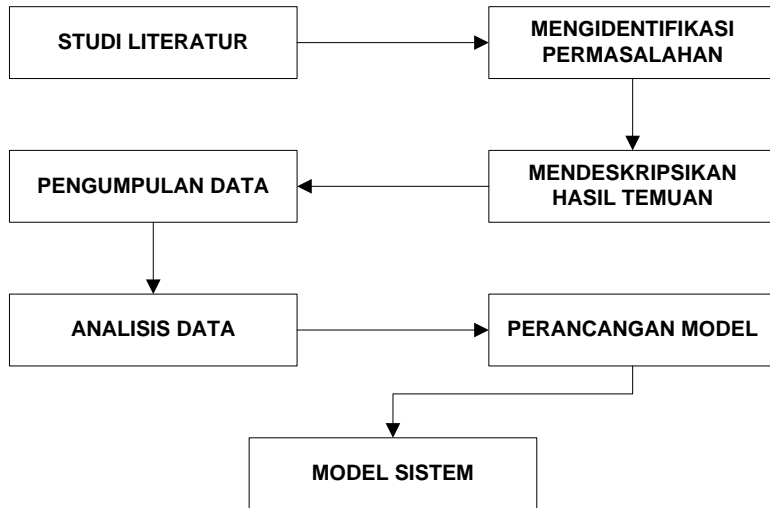 STUDI LITERATUR
MENGIDENTIFIKASI
PERMASALAHAN
PENGUMPULAN DATA
MENDESKRIPSIKAN
HASIL TEMUAN
ANALISIS DATA
PERANCANGAN MODEL
MODEL SISTEM